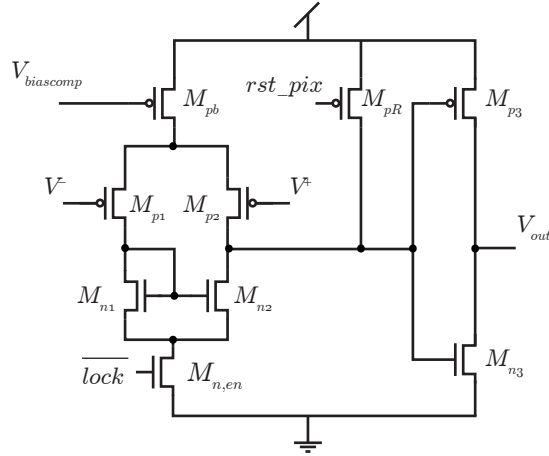 V_biascomp
M_pb
rst_pix
M_pR
M_p3
V-
M_p1
M_p2
V+
V_out
M_n1
M_n2
lock
M_n,en
M_n3